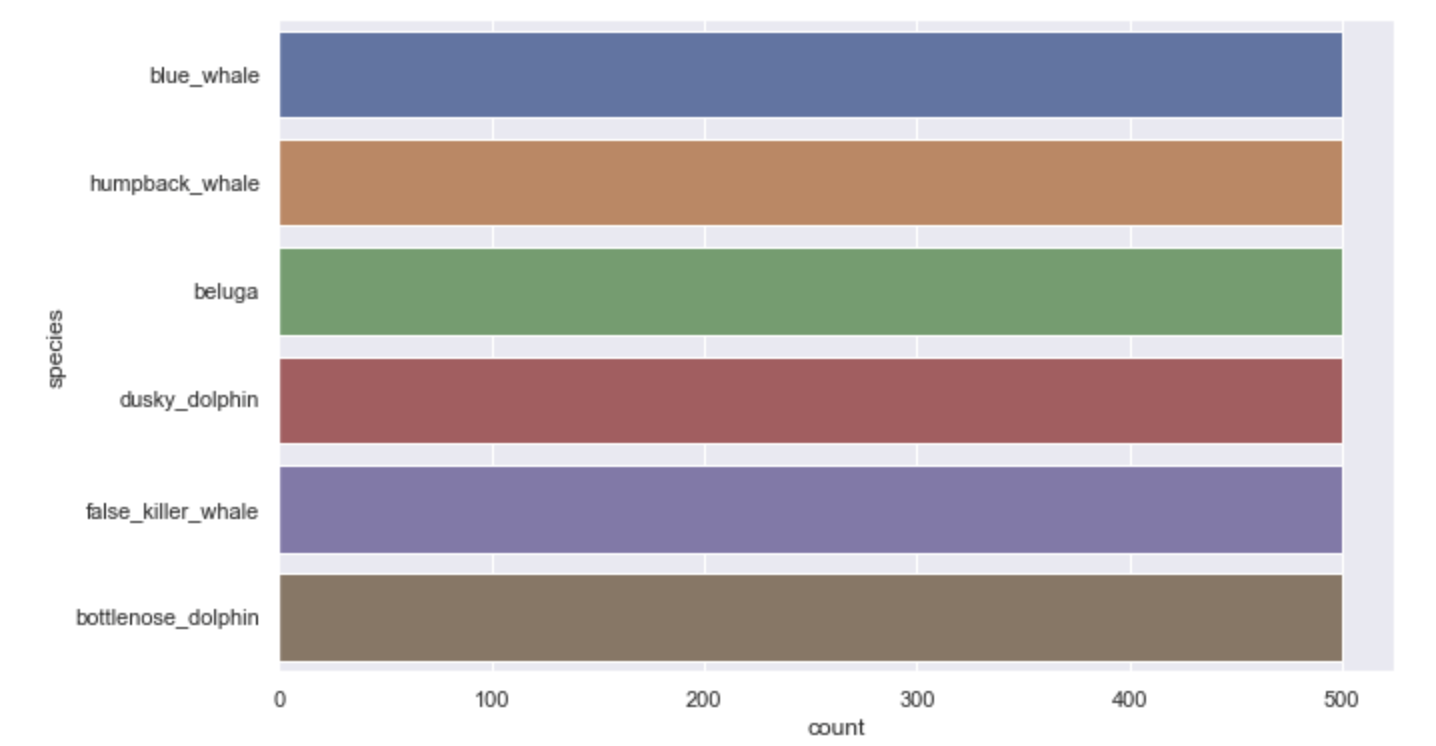 blue_whale
humpback_whale
beluga
species
dusky_dolphin
false_killer_whale
bottlenose_dolphin
0 100 200 300 400 500
count